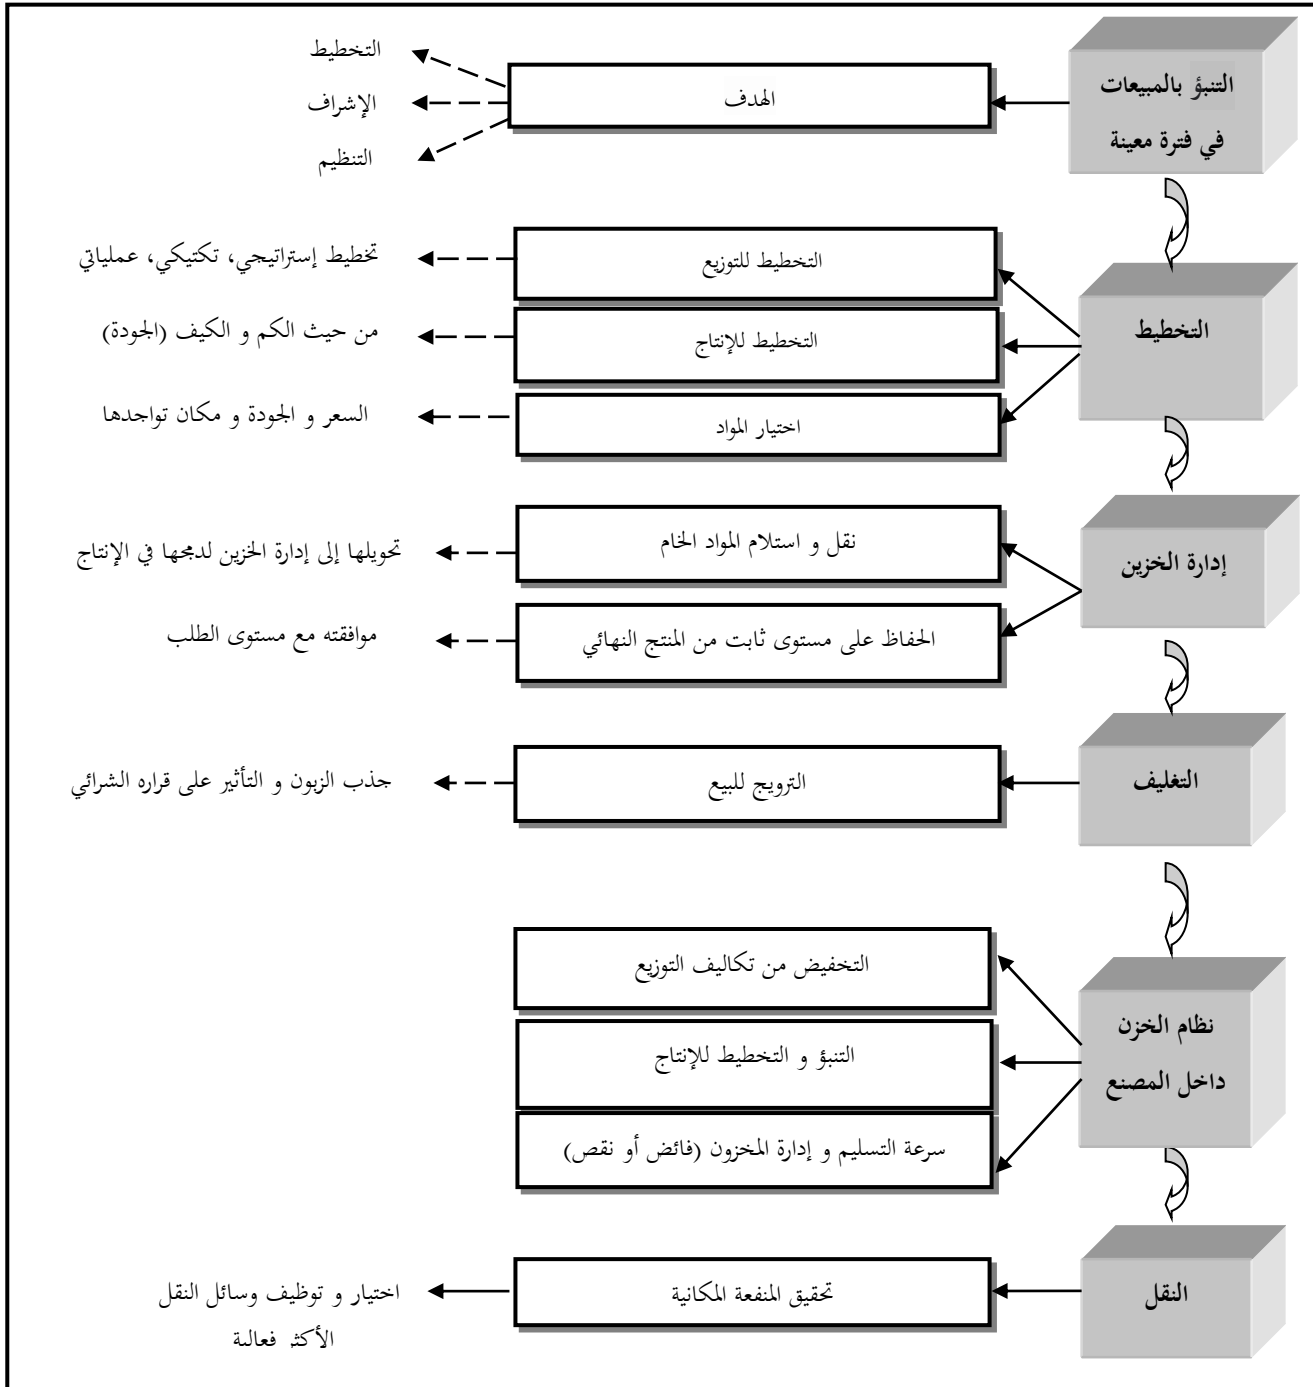 التنبؤ بالمبيعات
في فترة معينة
الهدف
التخطيط
الإشراف
التنظيم
التخطيط
التخطيط للتوزيع
تخطيط إستراتيجي، تكتيكي، عملياتي
التخطيط للإنتاج
من حيث الكم و الكيف (الجودة)
اختيار المواد
السعر و الجودة و مكان تواجدها
إدارة الخزين
نقل و استلام المواد الخام
تحويلها إلى إدارة الخزين لدمجها في الإنتاج
الحفاظ على مستوى ثابت من المنتج النهائي
موافقته مع مستوى الطلب
التغليف
الترويج للبيع
جذب الزبون و التأثير على قراره الشرائي
نظام الخزن
داخل المصنع
التخفيض من تكاليف التوزيع
التنبؤ و التخطيط للإنتاج
سرعة التسليم و إدارة المخزون (فائض أو نقص)
النقل
تحقيق المنفعة المكانية
اختيار و توظيف وسائل النقل
الأكثر فعالية